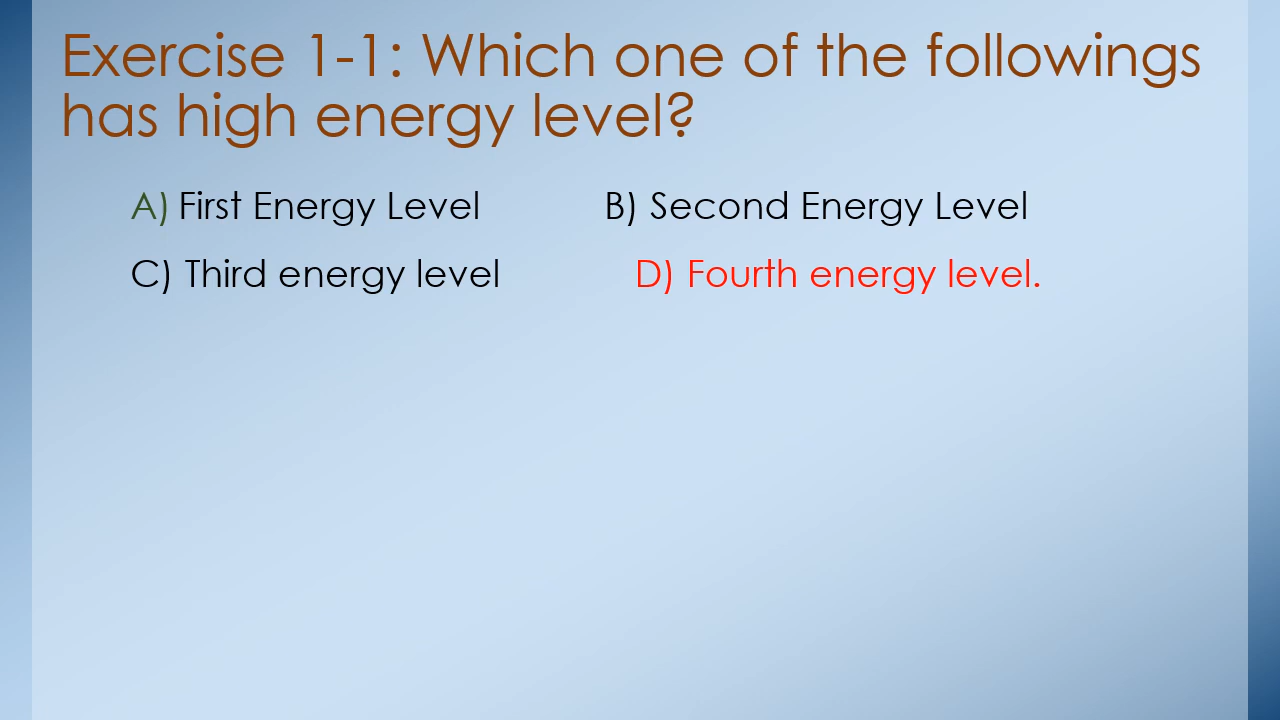 Exercise 1-1: Which one of the followings
has high energy level?
A) First Energy Level B) Second Energy Level
C) Third energy level D) Fourth energy level.